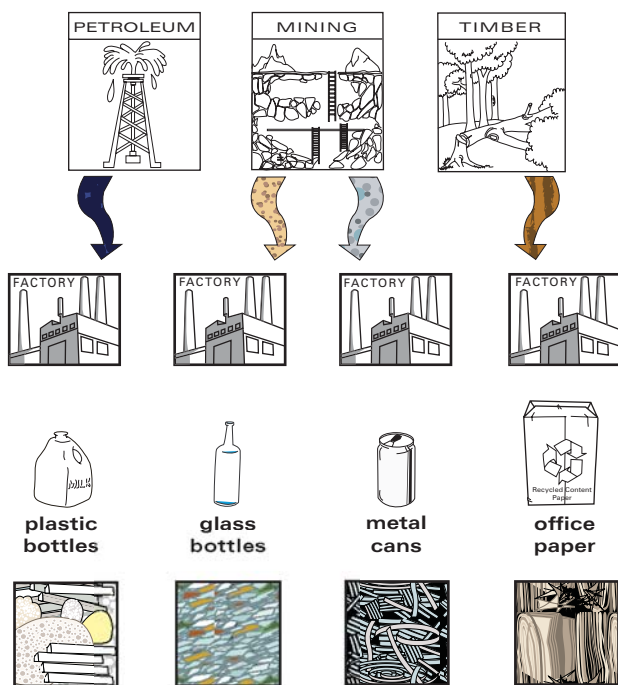 PETROLEUM
MINING
TIMBER
FACTORY
FACTORY
FACTORY
FACTORY
MILK
Recycled Content
Paper
plastic
bottles
glass
bottles
metal
cans
office
paper